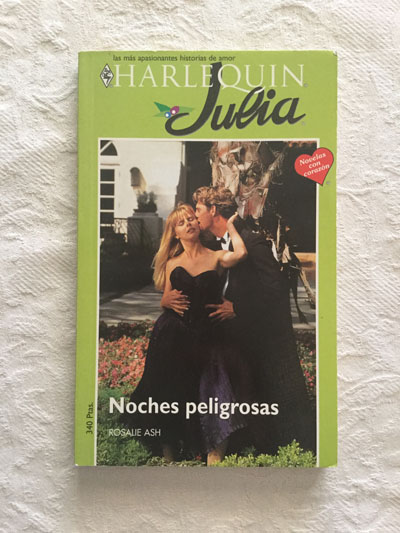 las más apasionantes historias de amor
HARLEQUIN
Julia
Novelas
con
corazón
Noches peligrosas
ROSALIE ASH
340 Ptas.